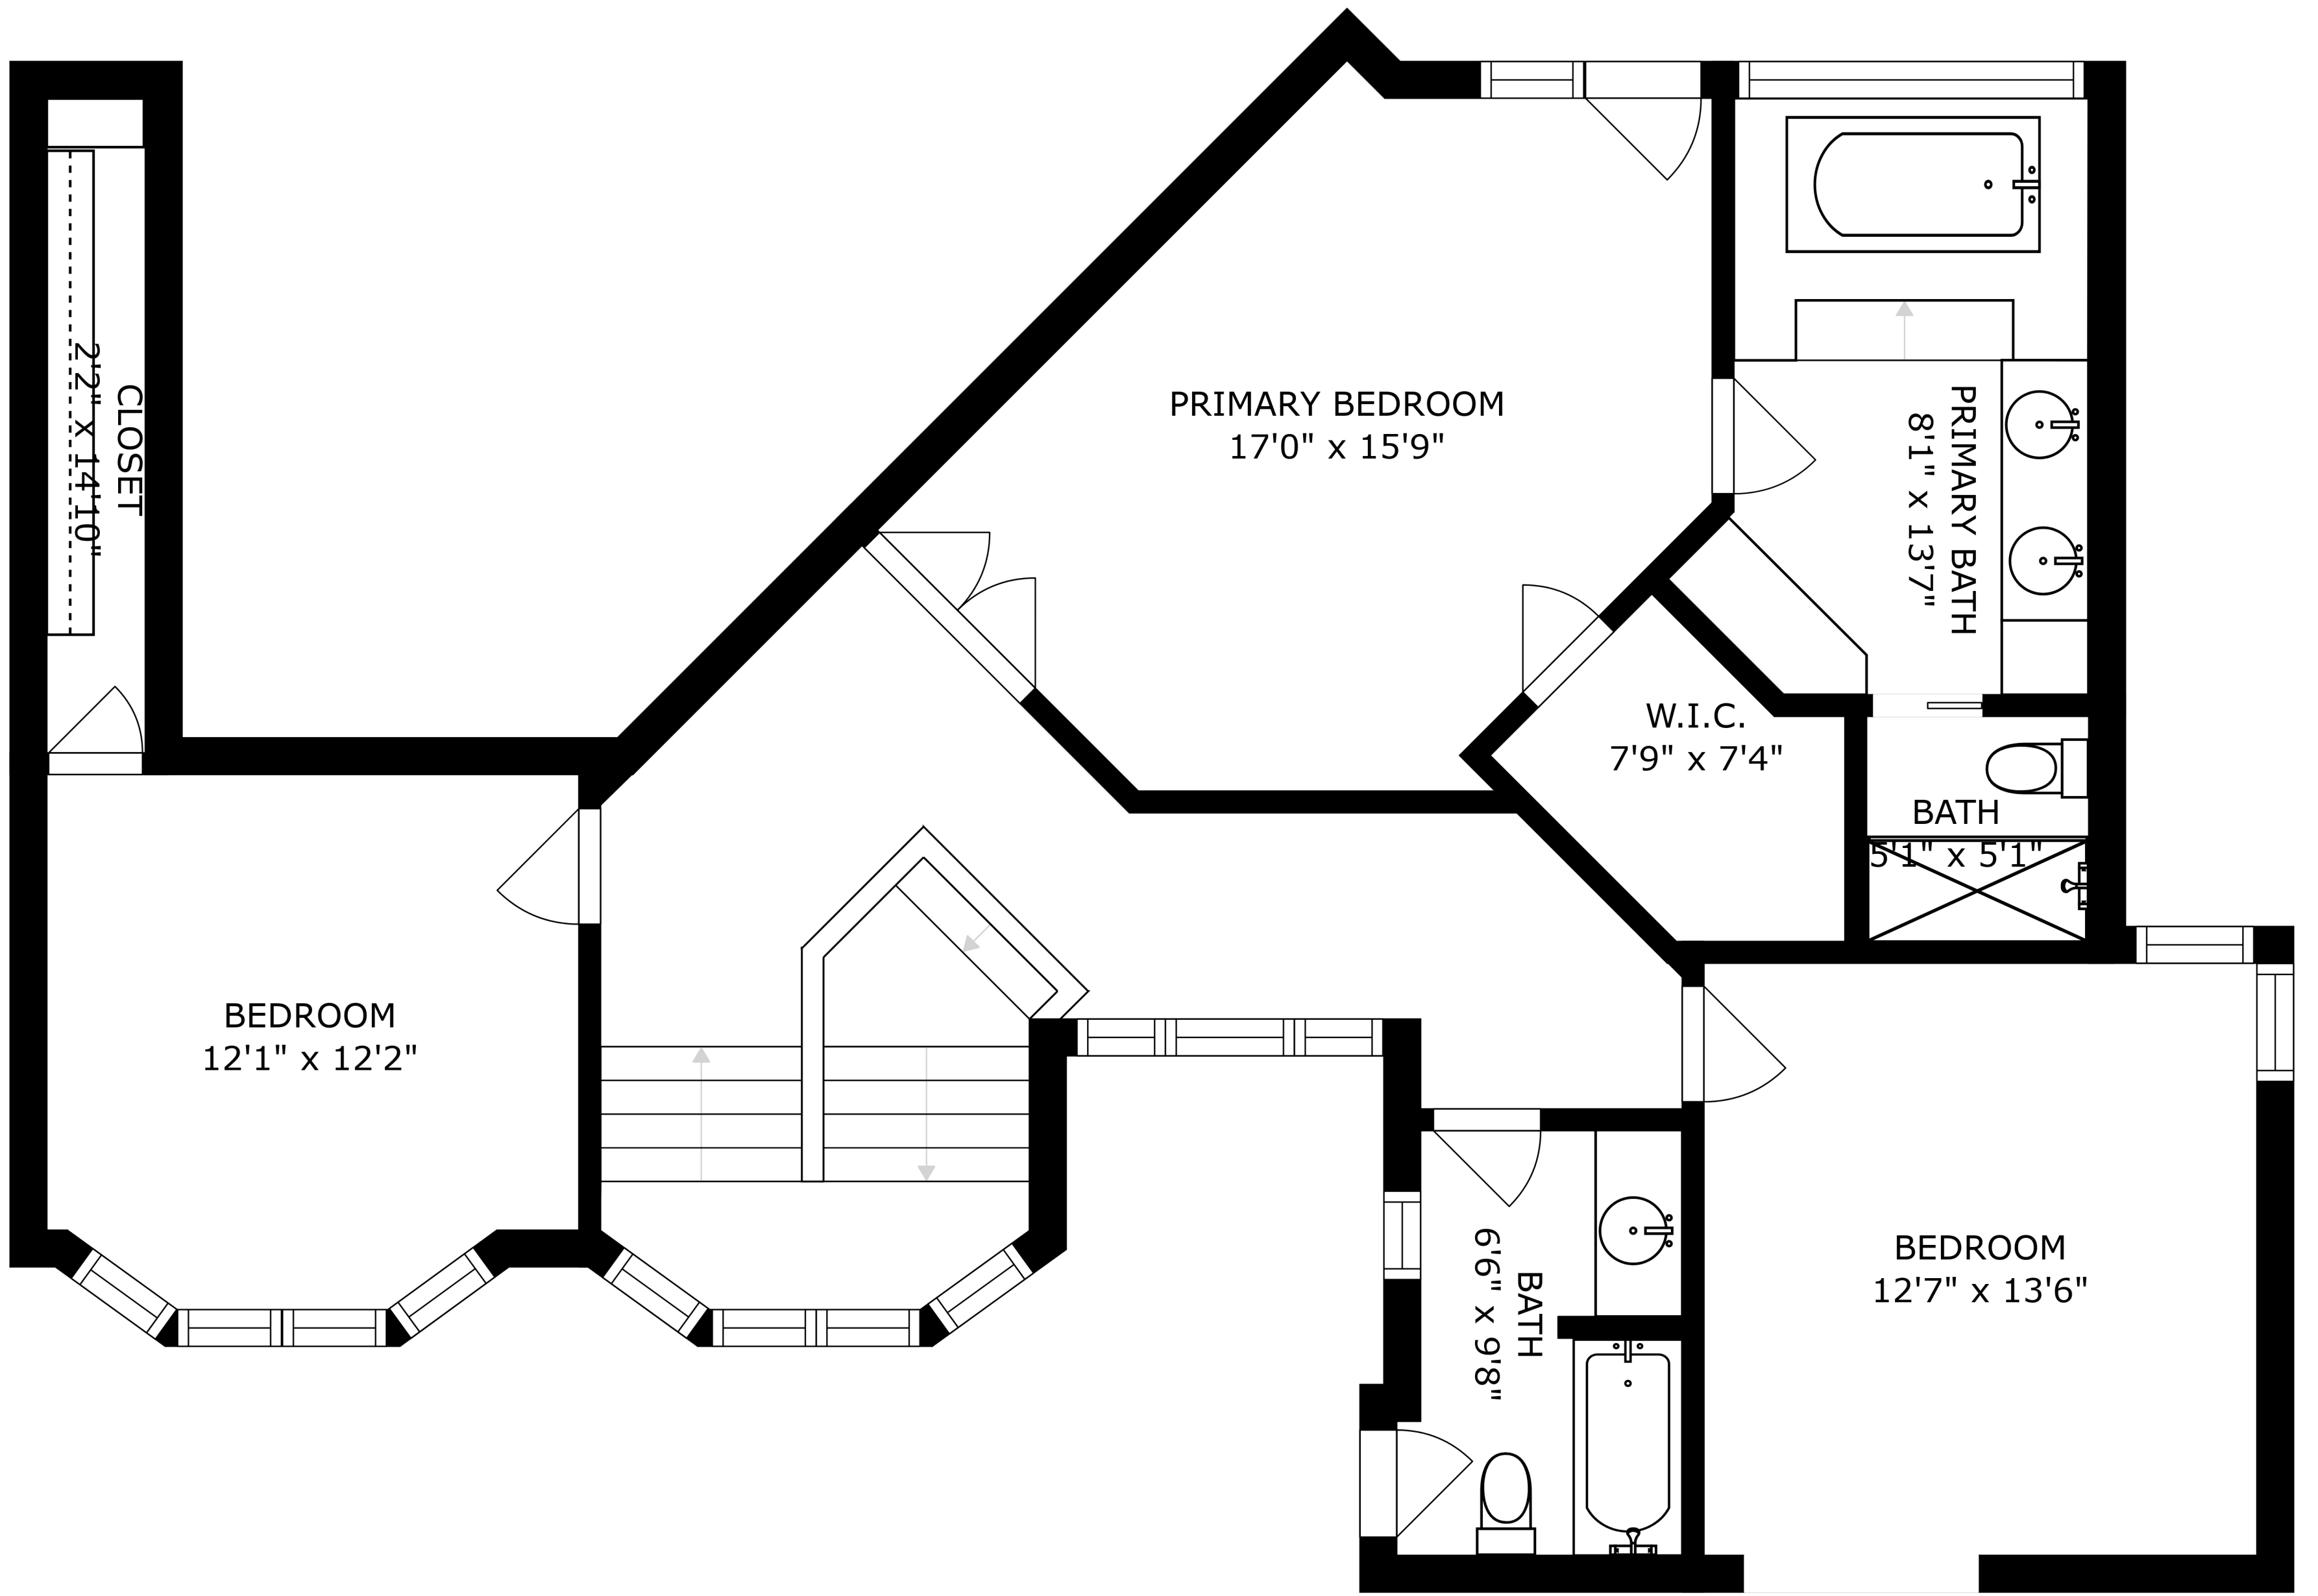 CLOSET
2'2" x 14'10"
PRIMARY BEDROOM
17'0" x 15'9"
PRIMARY BATH
8'1" x 13'7"
W.I.C.
7'9" x 7'4"
BATH
5'1" x 5'1"
BEDROOM
12'1" x 12'2"
BATH
6'6" x 9'8"
BEDROOM
12'7" x 13'6"